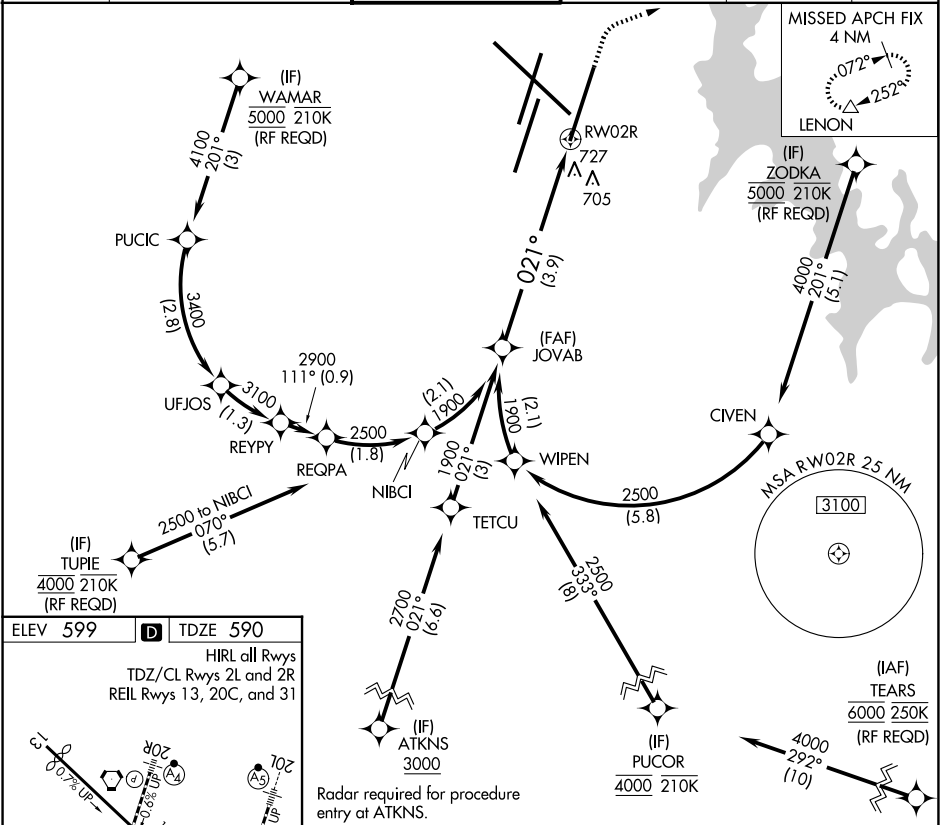 MISSED APCH FIX
4 NM
072°
252°
LENON
(IF)
WAMAR
5000 210K
(RF REQD)
4100
201°
(3)
RW02R
727
705
(IF)
ZODKA
5000 210K
(RF REQD)
PUCIC
021°
(3.9)
4000
201°
(5.1)
3400
(2.8)
(FAF)
JOVAB
2900
111° (0.9)
UFJOS
3100
(1.3)
(2.1)
1900
(2.1)
1900
CIVEN
REYPY
2500
(1.8)
REQPA
NIBCI
1900
021°
(3)
WIPEN
MSA RW02R 25 NM
3100
2500
(5.8)
2500 to NIBCI
070°
(5.7)
TETCU
(IF)
TUPIE
4000 210K
(RF REQD)
2700
021°
(6.6)
2500
333°
(8)
ELEV 599 D TDZE 590
HIRL all Rwys
TDZ/CL Rwys 2L and 2R
REIL Rwys 13, 20C, and 31
(IAF)
TEARS
6000 250K
(RF REQD)
(IF)
ATKNS
3000
(IF)
PUCOR
4000 210K
4000
292°
(10)
13
0.7% UP
P
20R
A4
0.6% UP
A5
20L
UP
Radar required for procedure
entry at ATKNS.